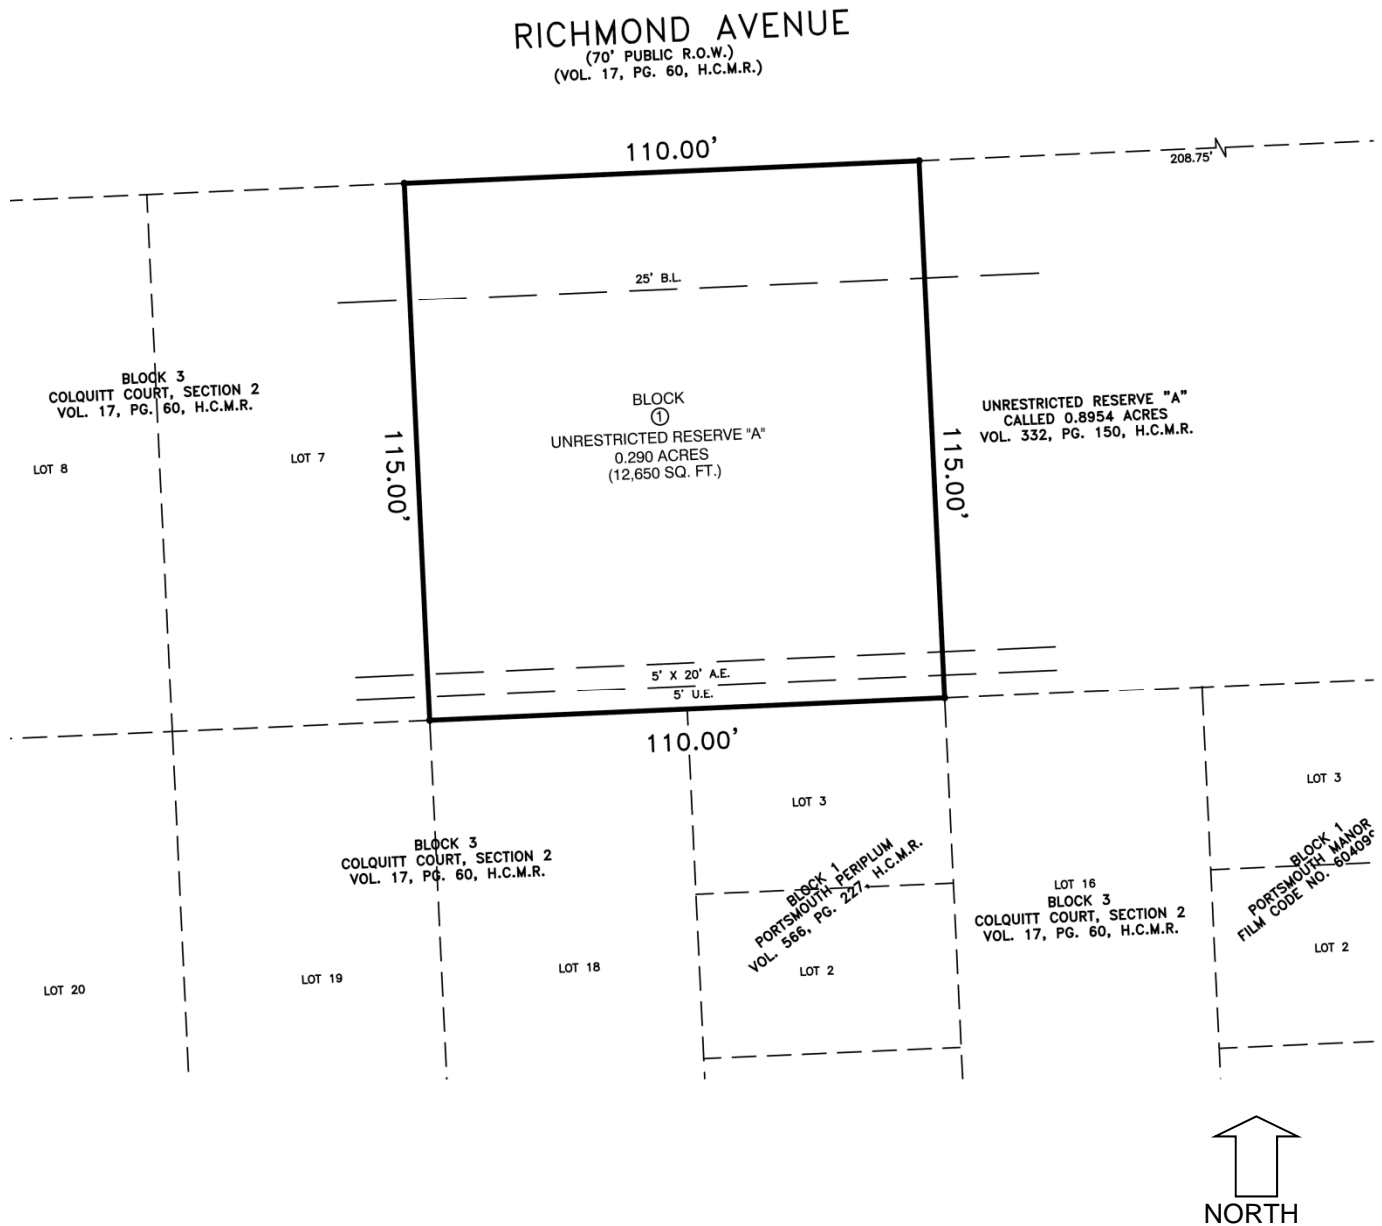 RICHMOND AVENUE
(70' PUBLIC R.O.W.)
(VOL. 17, PG. 60, H.C.M.R.)
110.00'
208.75'
25' B.L.
BLOCK 3
COLQUITT COURT, SECTION 2
VOL. 17, PG. 60, H.C.M.R.
BLOCK
1
UNRESTRICTED RESERVE "A"
0.290 ACRES
(12,650 SQ. FT.)
UNRESTRICTED RESERVE "A"
CALLED 0.8954 ACRES
VOL. 332, PG. 150, H.C.M.R.
LOT 8
LOT 7
115.00'
115.00'
5' X 20' A.E.
5' U.E.
110.00'
LOT 3
LOT 3
BLOCK 3
COLQUITT COURT, SECTION 2
VOL. 17, PG. 60, H.C.M.R.
BLOCK 1
PORTSMOUTH PERIPLUM
VOL. 566, PG. 227, H.C.M.R.
LOT 16
BLOCK 3
COLQUITT COURT, SECTION 2
VOL. 17, PG. 60, H.C.M.R.
BLOCK 1
PORTSMOUTH MANOR
FILM CODE NO. 604099
LOT 20
LOT 19
LOT 18
LOT 2
LOT 2
NORTH